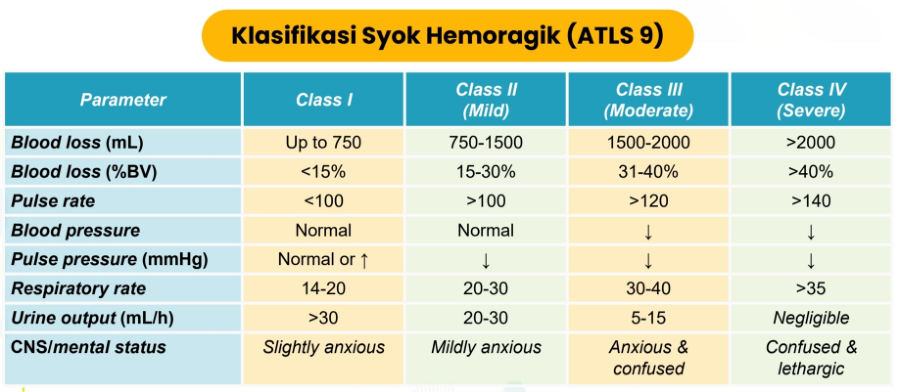 Klasifikasi Syok Hemoragik (ATLS 9)
Parameter Class I Class II (Mild) Class III (Moderate) Class IV (Severe)
Blood loss (mL) Up to 750 750-1500 1500-2000 >2000
Blood loss (%BV) <15% 15-30% 31-40% >40%
Pulse rate <100 >100 >120 >140
Blood pressure Normal Normal ↓ ↓
Pulse pressure (mmHg) Normal or ↑ ↓ ↓ ↓
Respiratory rate 14-20 20-30 30-40 >35
Urine output (mL/h) >30 20-30 5-15 Negligible
CNS/mental status Slightly anxious Mildly anxious Anxious & confused Confused & lethargic